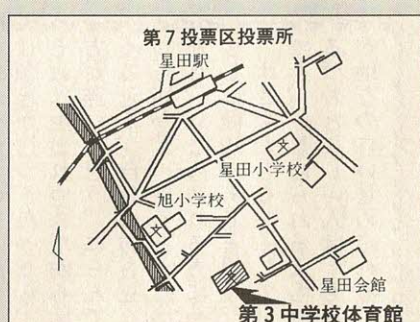 第7投票区投票所
星田駅
星田小学校
旭小学校
星田会館
第3中学校体育館